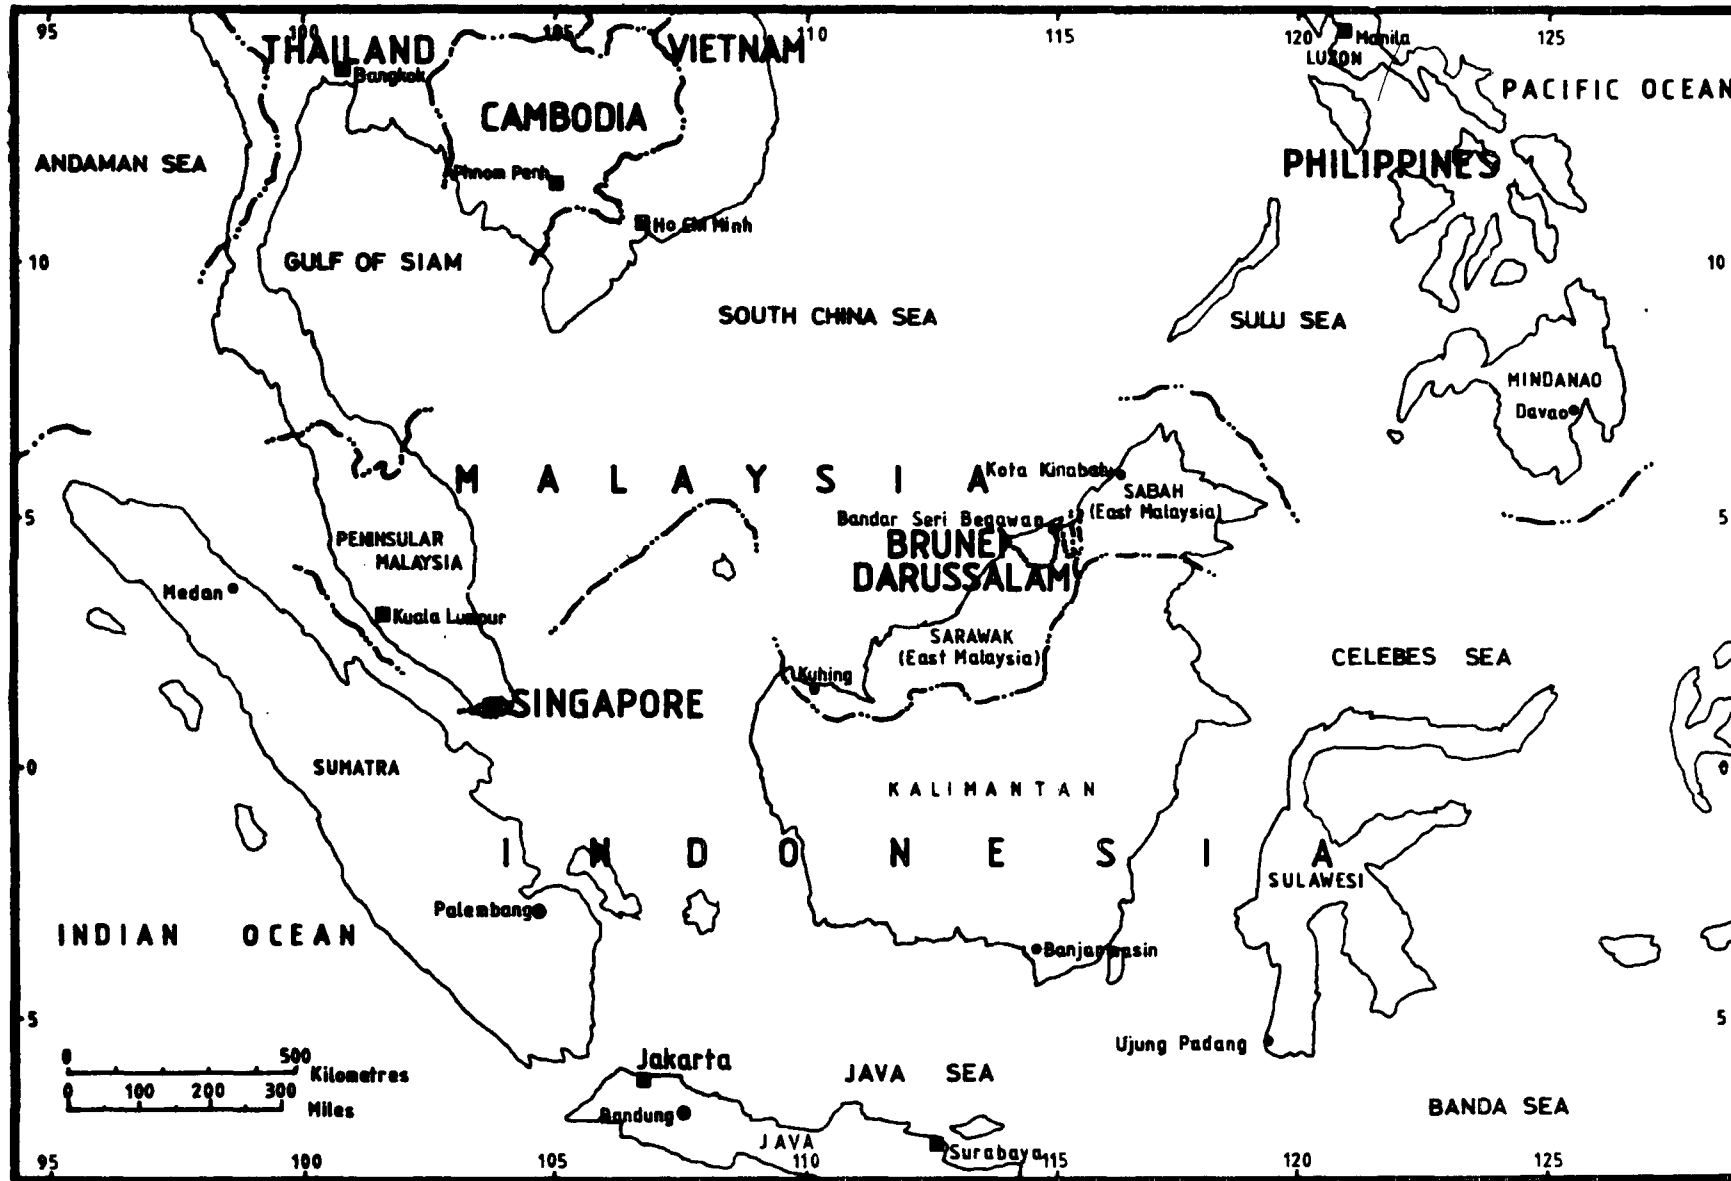 95 100 105 110 115 120 125
THAILAND
VIETNAM
Manila
LUZON
Bangkok
PACIFIC OCEAN
CAMBODIA
ANDAMAN SEA
PHILIPPINES
Phnom Penh
Ho Chi Minh
10
GULF OF SIAM
10
SOUTH CHINA SEA
SULU SEA
MINDANAO
Davao
MALAYSIA
Kota Kinabalu
SABAH
(East Malaysia)
5
Bandar Seri Begawan
5
PENINSULAR
MALAYSIA
BRUNEI
DARUSSALAM
Medan
Kuala Lumpur
SARAWAK
(East Malaysia)
CELEBES SEA
Kuhing
SINGAPORE
0
SUMATRA
0
KALIMANTAN
INDONESIA
SULAWESI
Palembang
INDIAN OCEAN
Banjarmasin
5
5
Ujung Padang
0 500
Kilometres
0 100 200 300
Miles
Jakarta
JAVA SEA
Bandung
BANDA SEA
JAVA
Surabaya
95 100 105 110 115 120 125